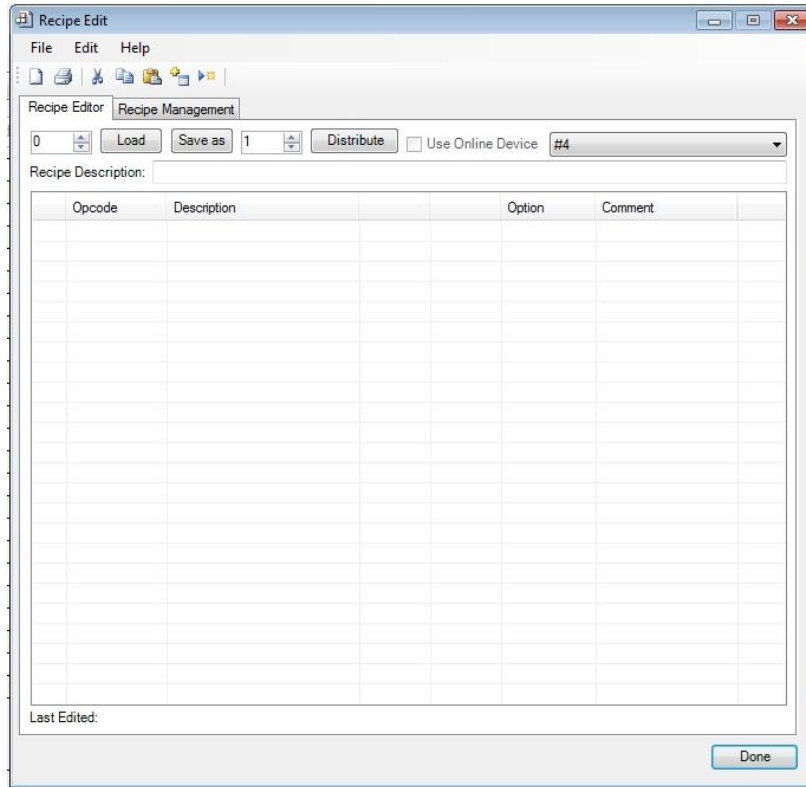 Recipe Edit
File Edit Help
Recipe Editor Recipe Management
0 Load Save as 1 Distribute Use Online Device #4
Recipe Description:
Opcode Description Option Comment
Last Edited:
Done